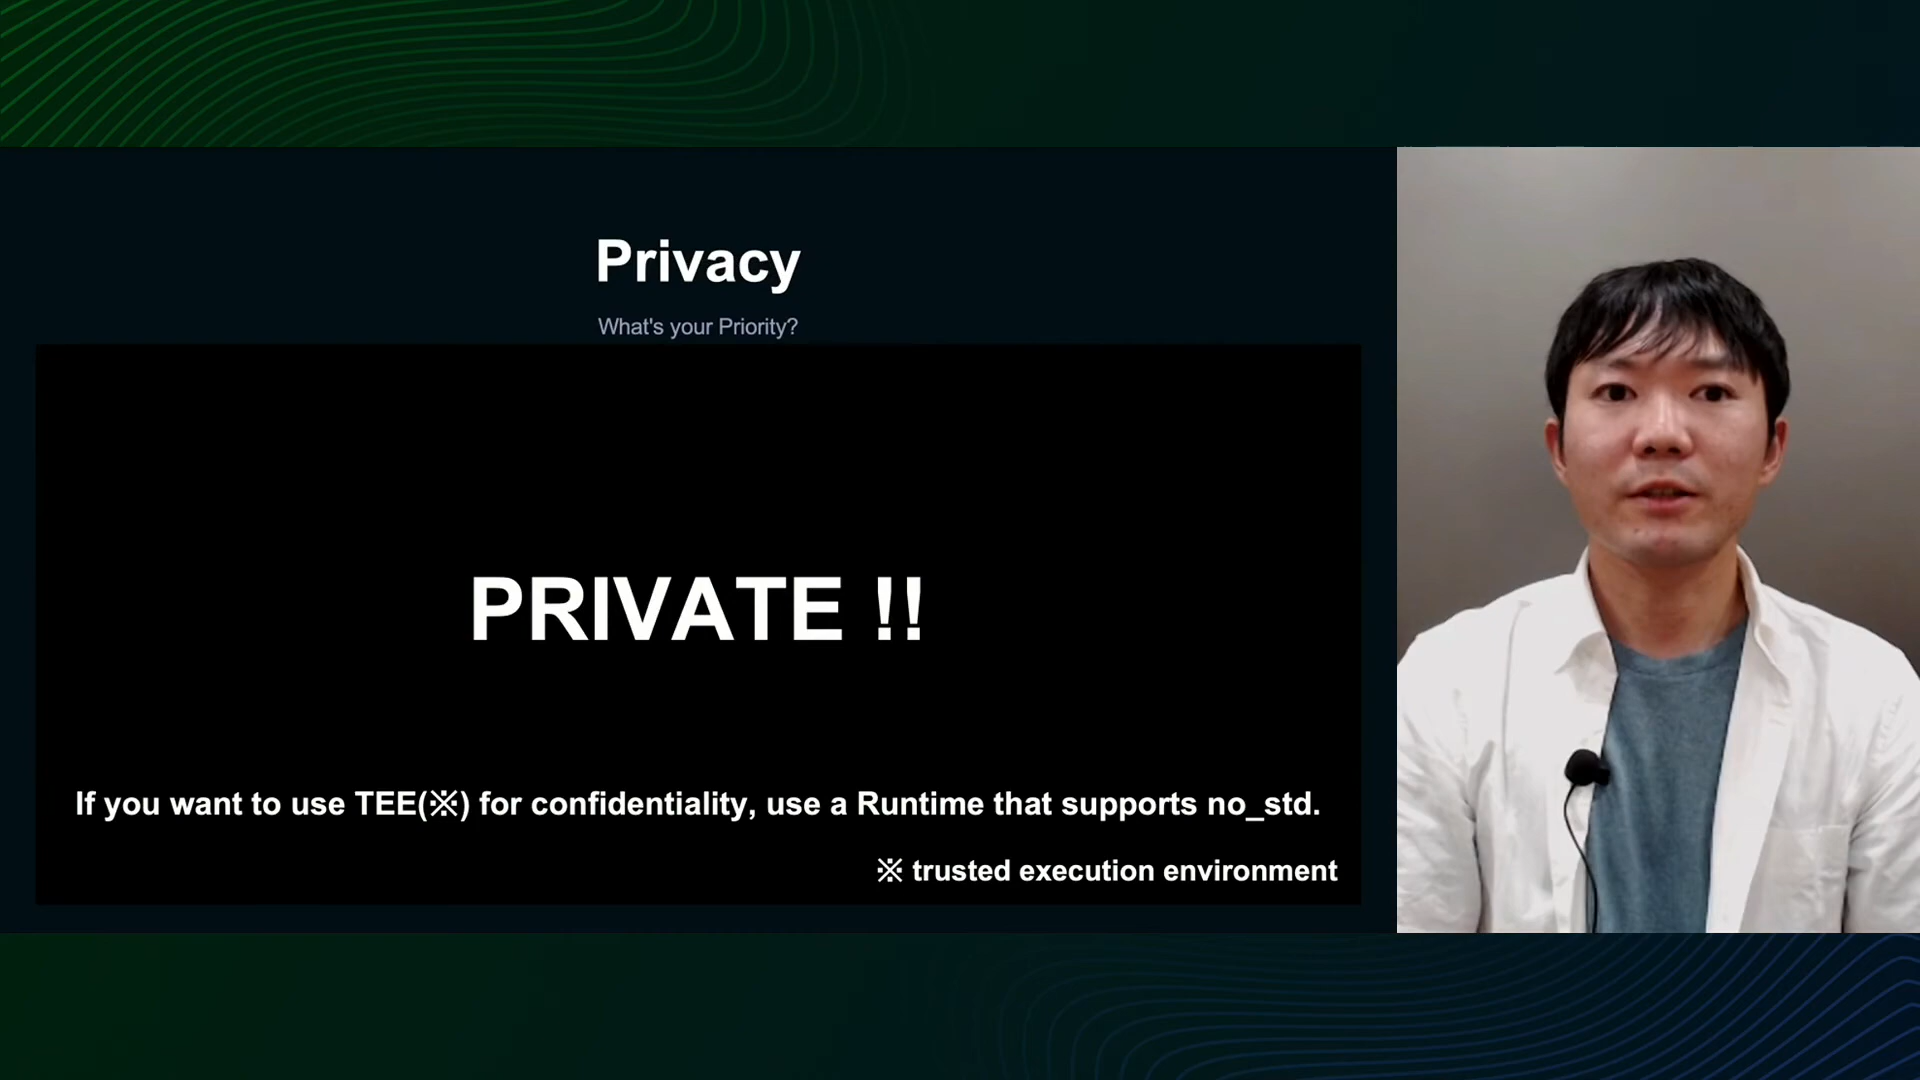 Privacy
What's your Priority?
PRIVATE !!
If you want to use TEE(※) for confidentiality, use a Runtime that supports no_std.
※ trusted execution environment